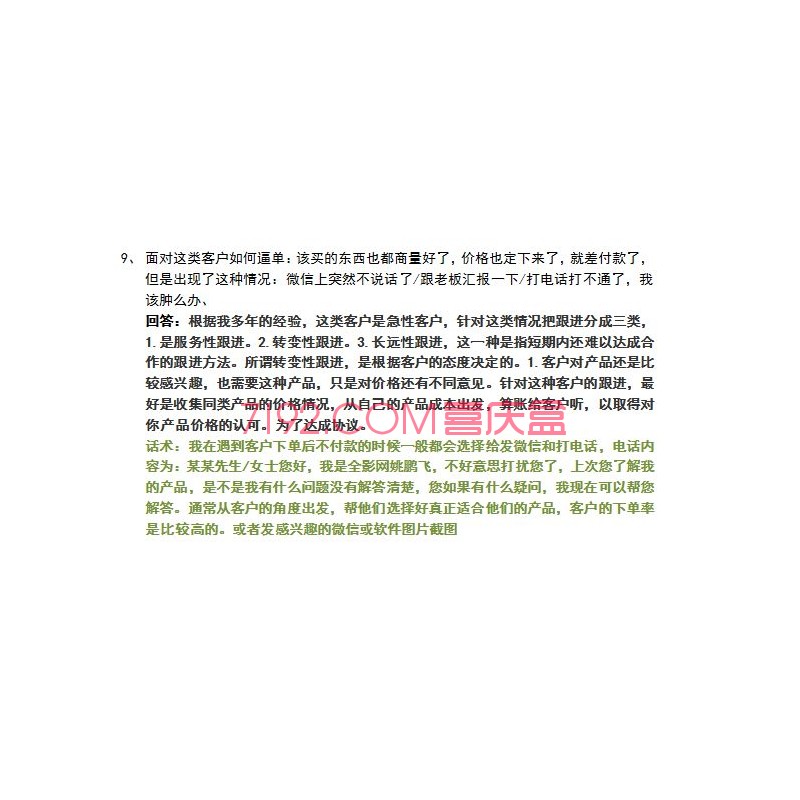 9、 面对这类客户如何逼单：该买的东西也都商量好了，价格也定下来了，就差付款了，
但是出现了这种情况：微信上突然不说话了/跟老板汇报一下/打电话打不通了，我
该肿么办、
回答：根据我多年的经验，这类客户是急性客户，针对这类情况把跟进分成三类，
1.是服务性跟进。2.转变性跟进。3.长远性跟进，这一种是指短期内还难以达成合
作的跟进方法。所谓转变性跟进，是根据客户的态度决定的。1.客户对产品还是比
较感兴趣，也需要这种产品，只是对价格还有不同意见。针对这种客户的跟进，最
好是收集同类产品的价格情况，从自己的产品成本出发，算账给客户听，以取得对
你产品价格的认可。为了达成协议。
7192.COM喜庆盒
话术：我在遇到客户下单后不付款的时候一般都会选择给发微信和打电话，电话内
容为：某某先生/女士您好，我是全影网姚鹏飞，不好意思打扰您了，上次您了解我
的产品，是不是我有什么问题没有解答清楚，您如果有什么疑问，我现在可以帮您
解答。通常从客户的角度出发，帮他们选择好真正适合他们的产品，客户的下单率
是比较高的。或者发感兴趣的微信或软件图片截图